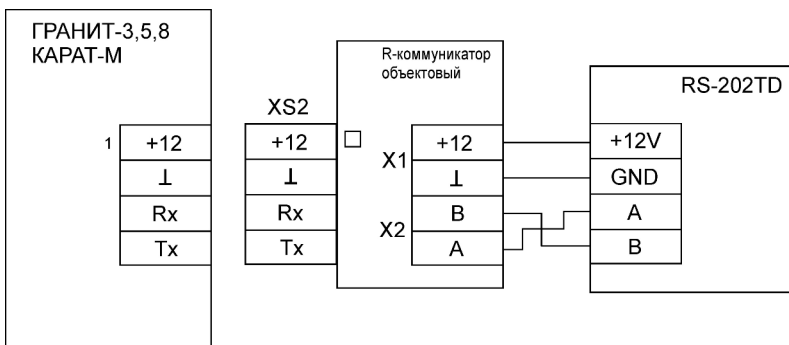 ГРАНИТ-3,5,8
КАРАТ-М
1
+12
⊥
Rx
Tx
XS2
+12
⊥
Rx
Tx
R-коммуникатор
объектовый
X1
+12
⊥
X2
B
A
RS-202TD
+12V
GND
A
B